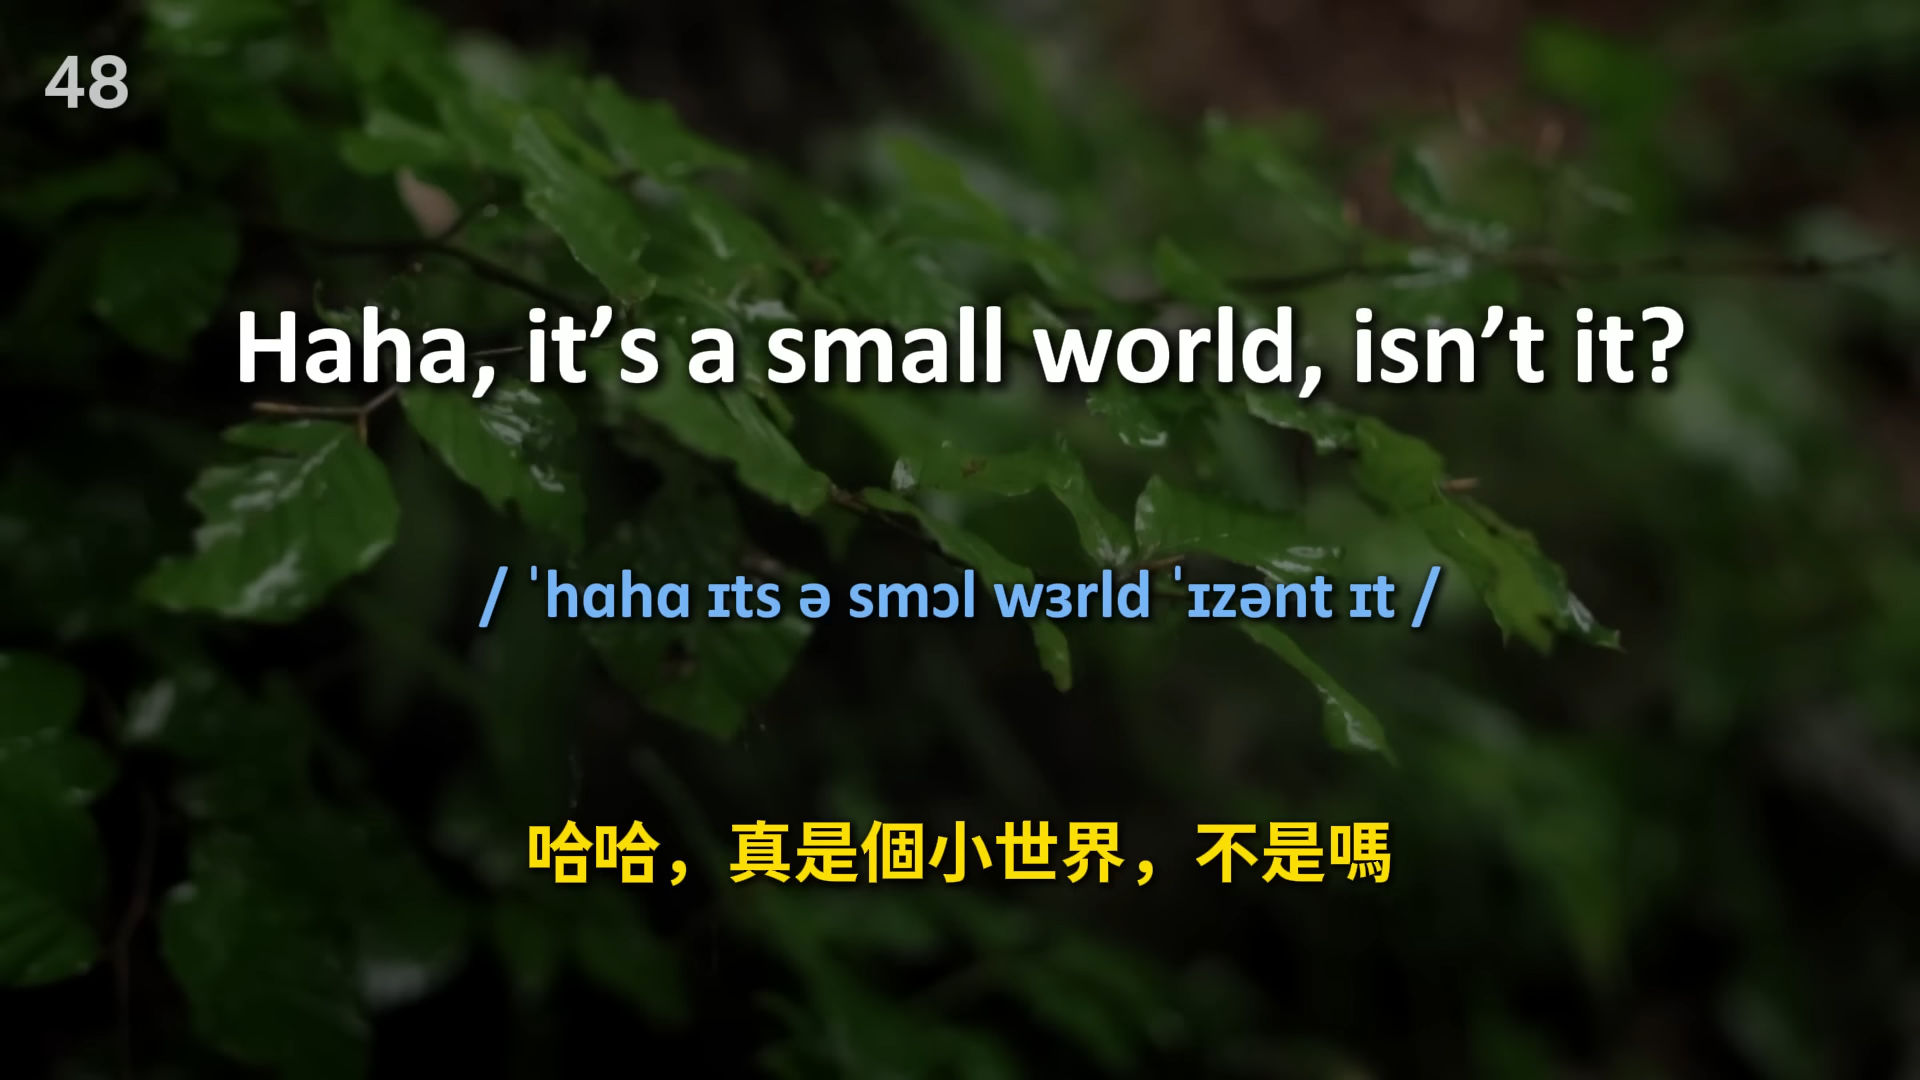 48
Haha, it’s a small world, isn’t it?
/ ˈhɑhɑ ɪts ə smɔl wɜrld ˈɪzənt ɪt /
哈哈，真是個小世界，不是嗎